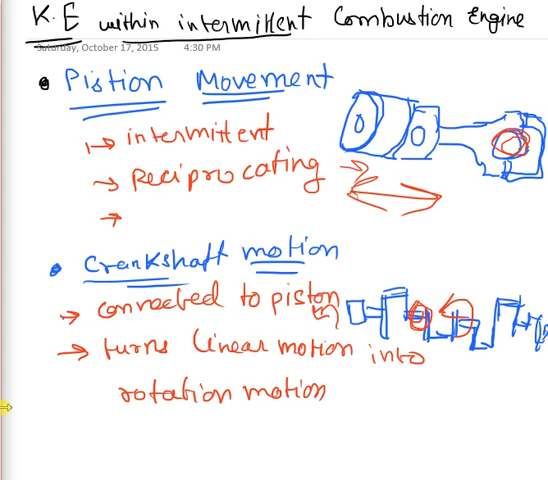 K.E within intermittent Combustion Engine
Saturday, October 17, 2015 4:30 PM
Pistion Movement
intermittent
Reciprocating
Crankshaft motion
connected to piston
turns linear motion into
rotation motion